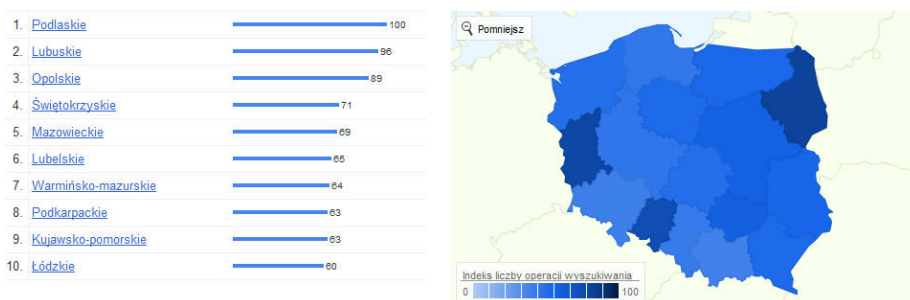 1. Podlaskie 100
2. Lubuskie 96
3. Opolskie 89
4. Świętokrzyskie 71
5. Mazowieckie 69
6. Lubelskie 65
7. Warmińsko-mazurskie 64
8. Podkarpackie 63
9. Kujawsko-pomorskie 63
10. Łódzkie 60
Pomniejsz
Indeks liczby operacji wyszukiwania
0 100